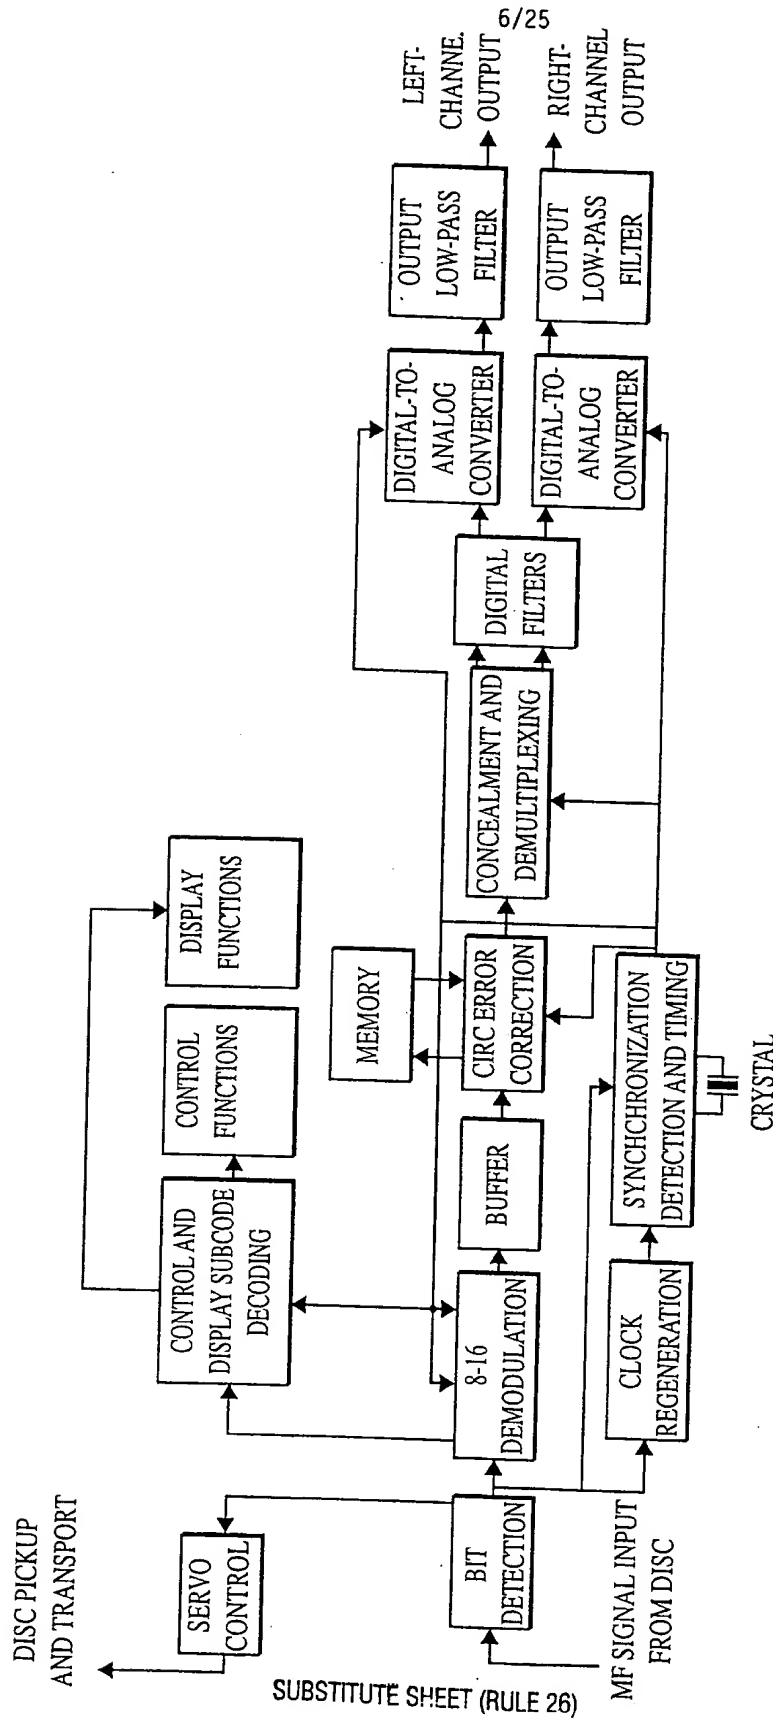 6/25
DISC PICKUP
AND TRANSPORT
SERVO
CONTROL
BIT
DETECTION
MF SIGNAL INPUT
FROM DISC
CONTROL AND
DISPLAY SUBCODE
DECODING
8-16
DEMODULATION
CLOCK
REGENERATION
CONTROL
FUNCTIONS
DISPLAY
FUNCTIONS
BUFFER
MEMORY
CIRC ERROR
CORRECTION
SYNCHCHRONIZATION
DETECTION AND TIMING
CRYSTAL
CONCEALMENT AND
DEMULTIPLEXING
DIGITAL
FILTERS
DIGITAL-TO-
ANALOG
CONVERTER
DIGITAL-TO-
ANALOG
CONVERTER
OUTPUT
LOW-PASS
FILTER
OUTPUT
LOW-PASS
FILTER
LEFT-
CHANNE.
OUTPUT
RIGHT-
CHANNEL
OUTPUT
SUBSTITUTE SHEET (RULE 26)